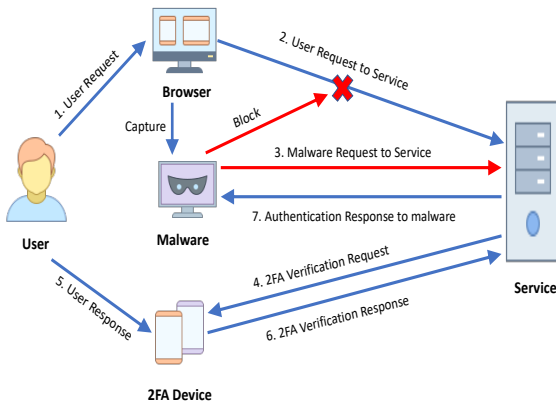 1. User Request
Browser
2. User Request to Service
Capture
Block
3. Malware Request to Service
User
Malware
7. Authentication Response to malware
4. 2FA Verification Request
Service
5. User Response
6. 2FA Verification Response
2FA Device